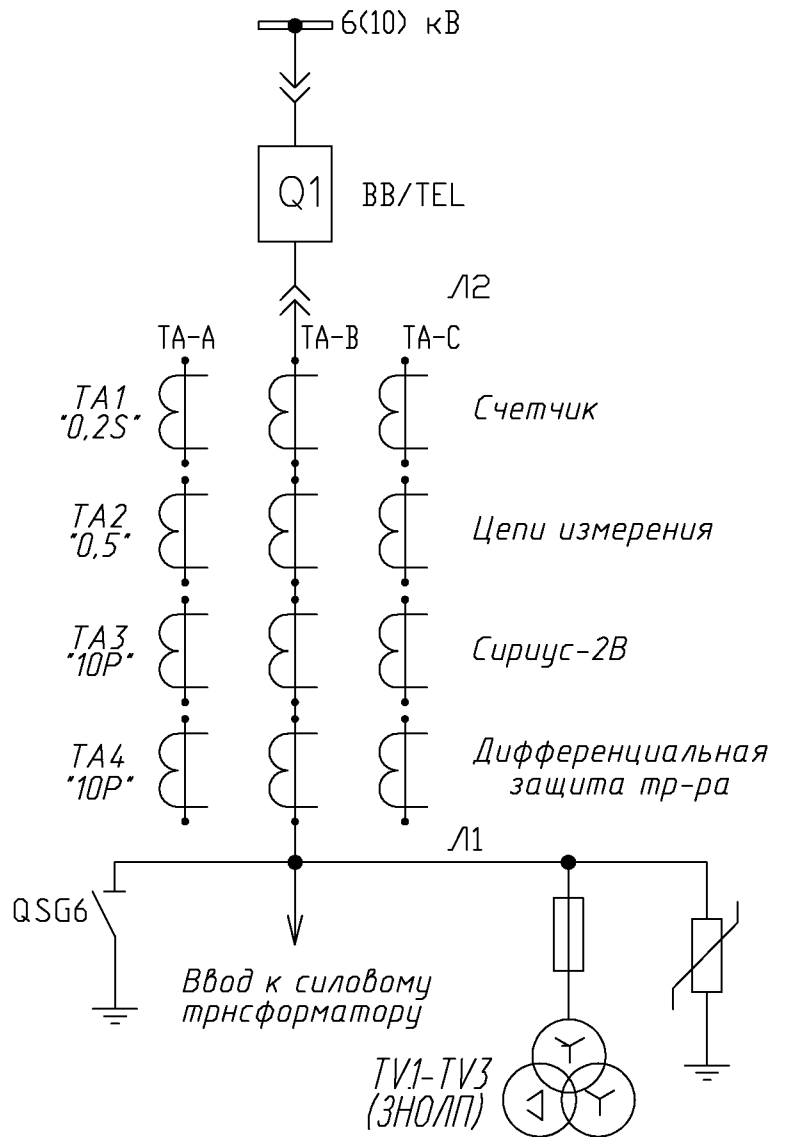 6(10) кВ
Q1
BB/TEL
Л2
TA-A
TA-B
TA-C
TA1
"0,2S"
Счетчик
TA2
"0,5"
Цепи измерения
TA3
"10P"
Сириус-2В
TA4
"10P"
Дифференциальная
защита тр-ра
Л1
QSG6
Ввод к силовому
трнсформатору
TV1-TV3
(ЗНОЛП)